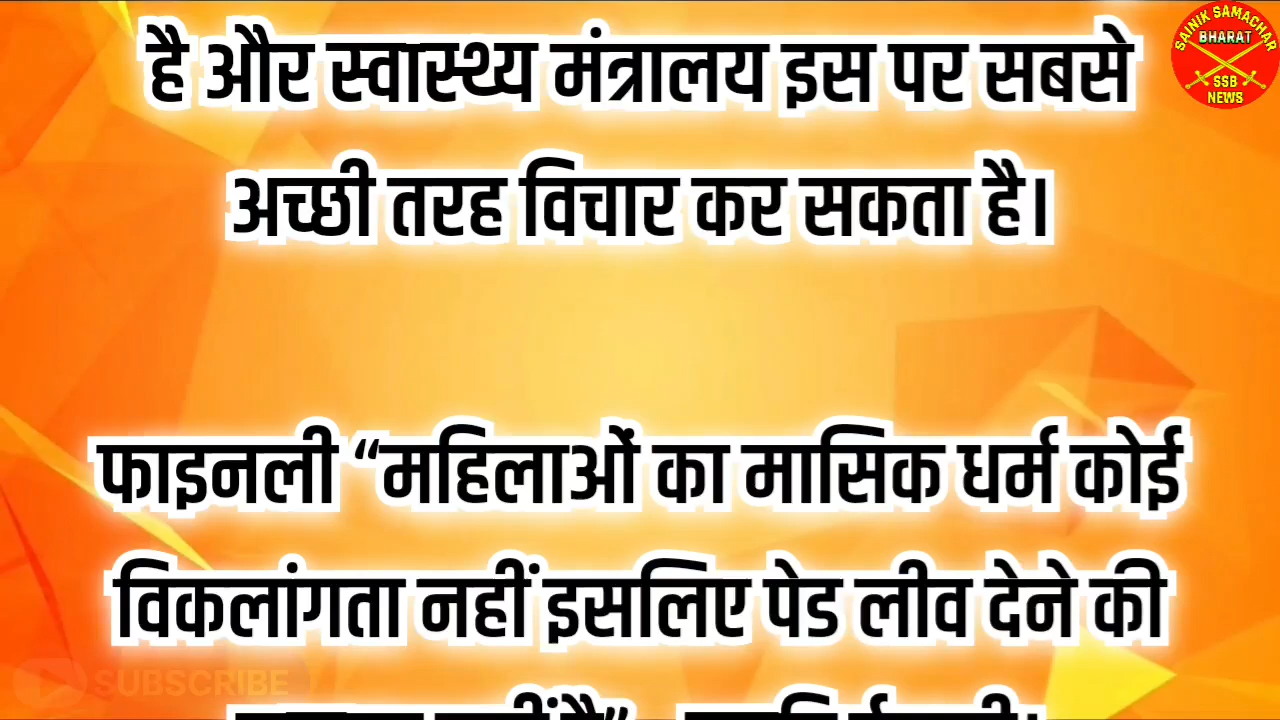 है और स्वास्थ्य मंत्रालय इस पर सबसे
SAINIK SAMACHAR
BHARAT
SSB
NEWS
अच्छी तरह विचार कर सकता है।
फाइनली “महिलाओं का मासिक धर्म कोई
विकलांगता नहीं इसलिए पेड लीव देने की
SUBSCRIBE